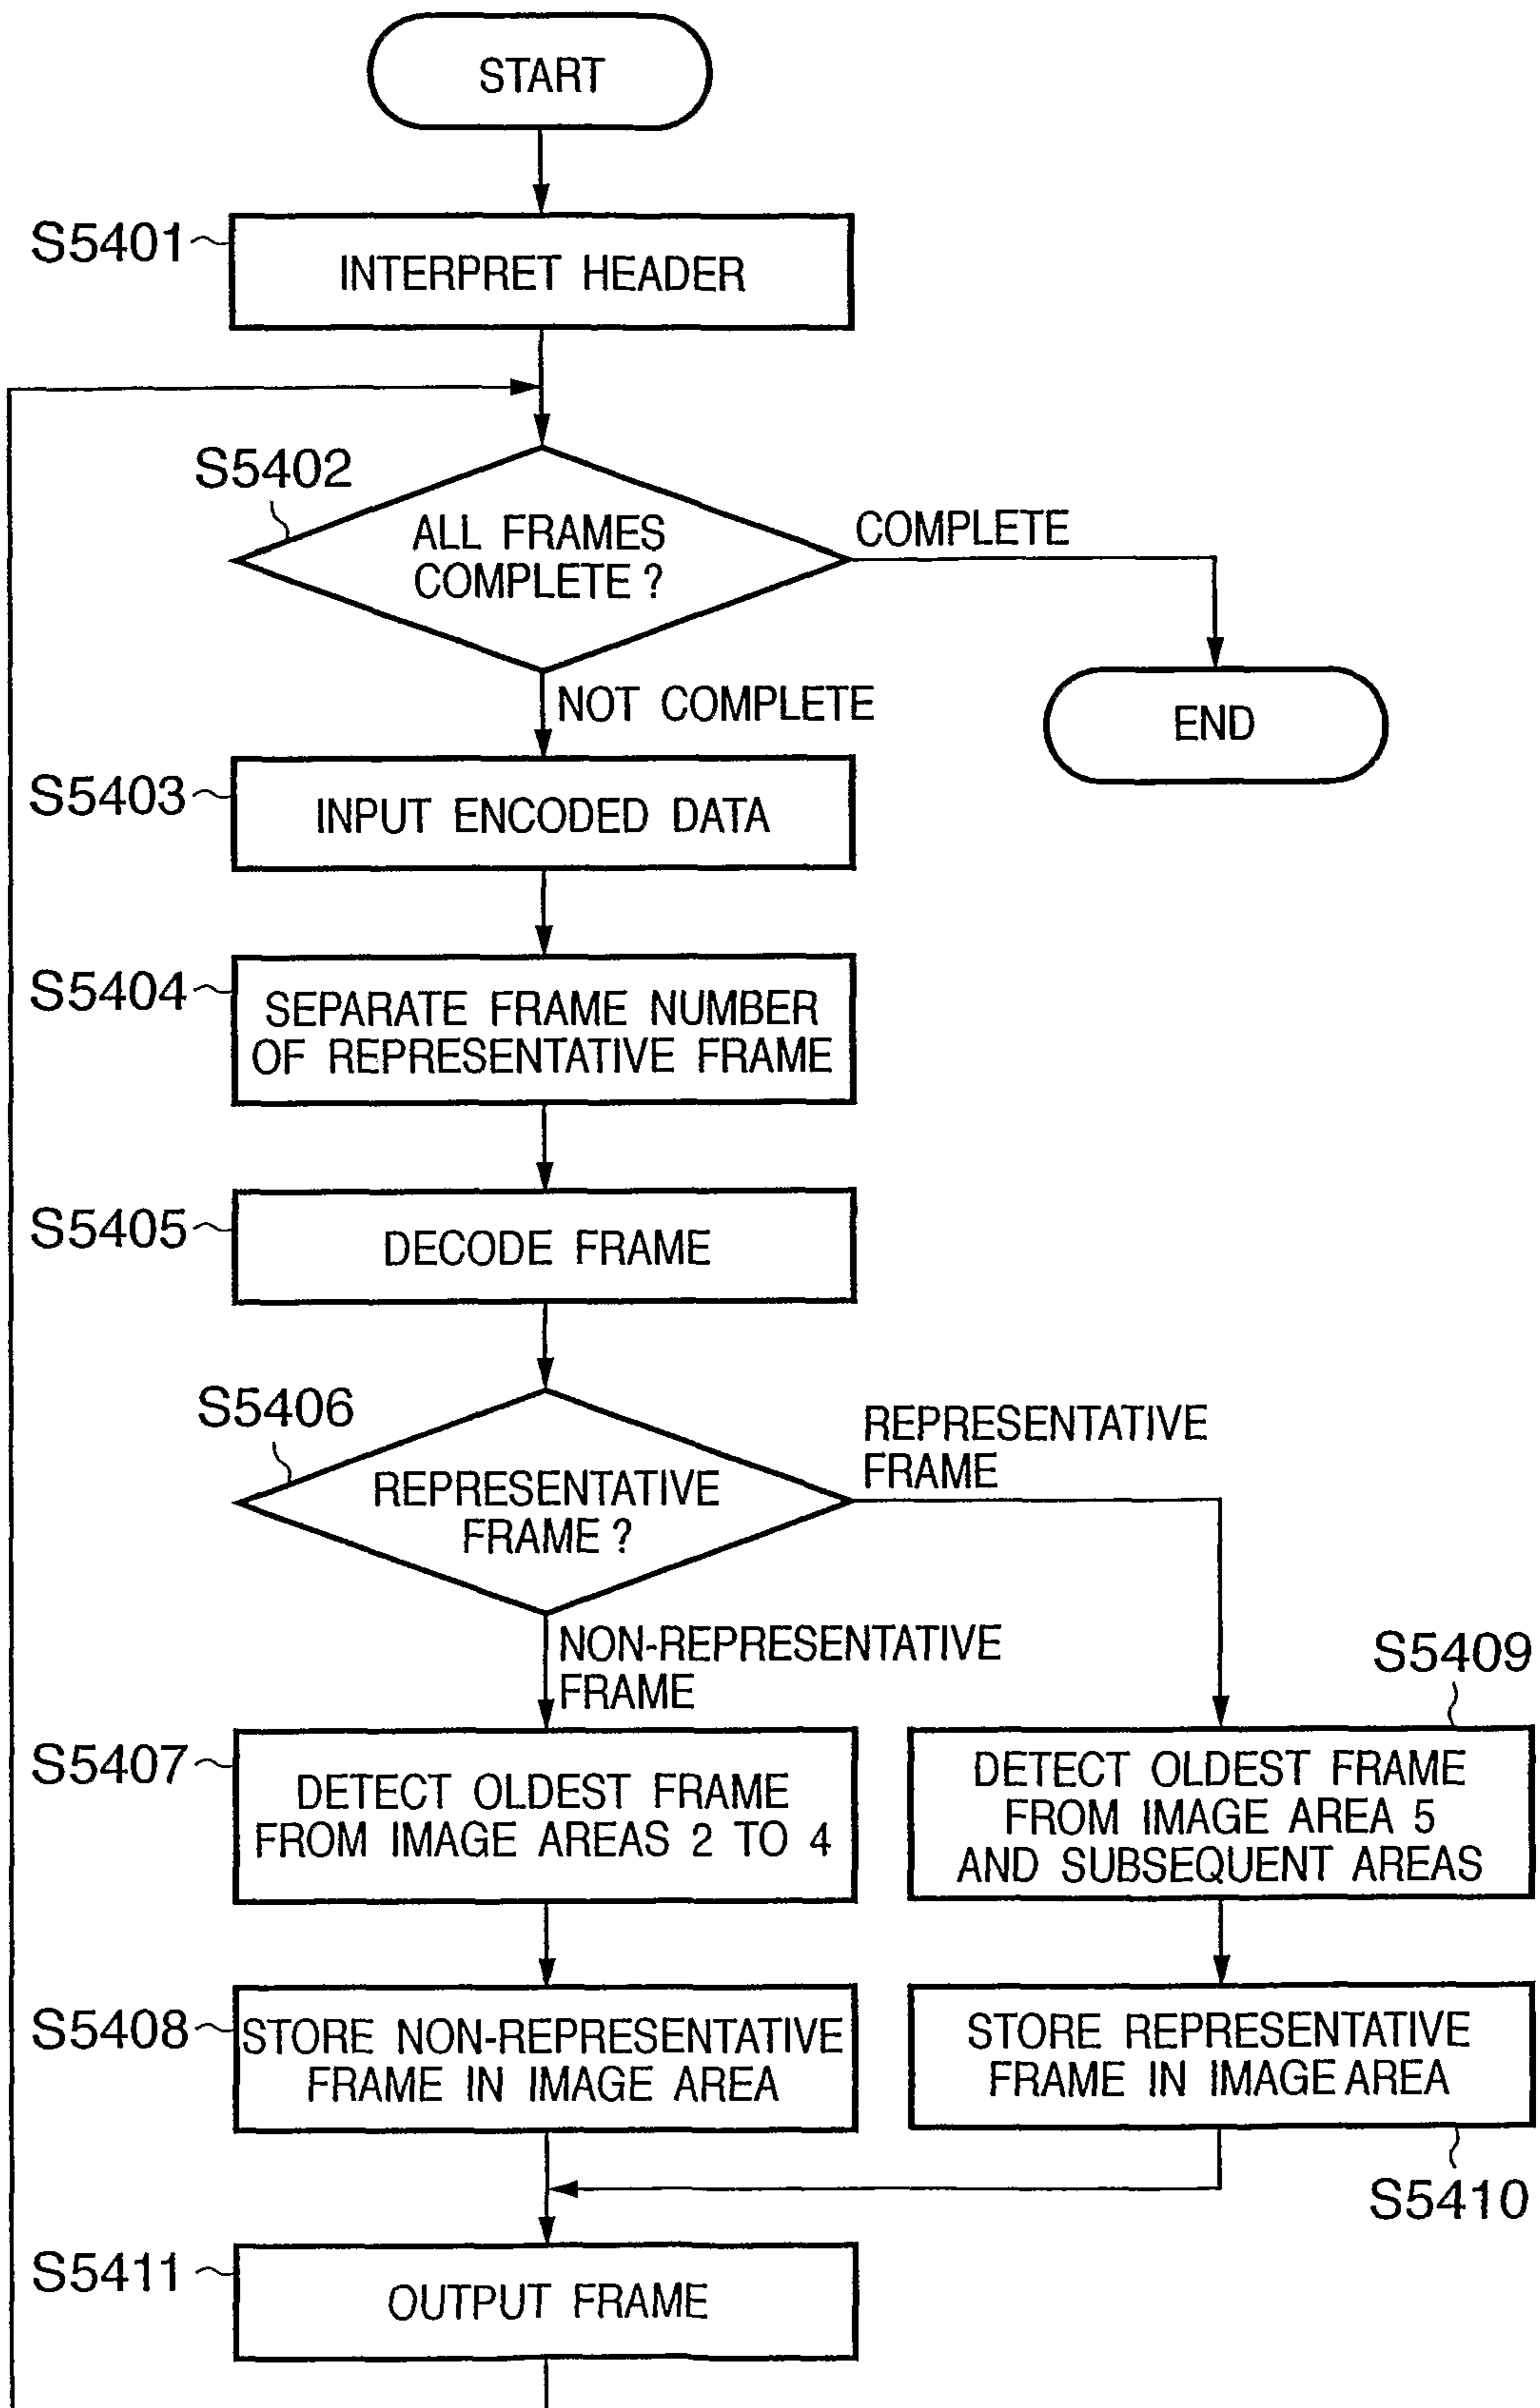 START
S5401
INTERPRET HEADER
S5402
ALL FRAMES
COMPLETE ?
COMPLETE
NOT COMPLETE
END
S5403
INPUT ENCODED DATA
S5404
SEPARATE FRAME NUMBER
OF REPRESENTATIVE FRAME
S5405
DECODE FRAME
S5406
REPRESENTATIVE
FRAME ?
REPRESENTATIVE
FRAME
NON-REPRESENTATIVE
FRAME
S5407
DETECT OLDEST FRAME
FROM IMAGE AREAS 2 TO 4
S5409
DETECT OLDEST FRAME
FROM IMAGE AREA 5
AND SUBSEQUENT AREAS
S5408
STORE NON-REPRESENTATIVE
FRAME IN IMAGE AREA
STORE REPRESENTATIVE
FRAME IN IMAGE AREA
S5410
S5411
OUTPUT FRAME